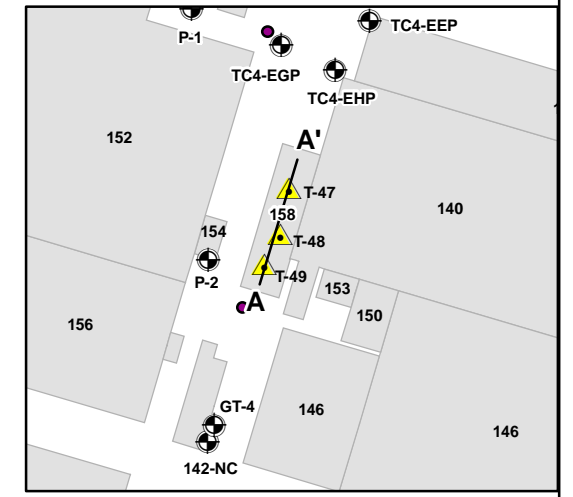 P-1
TC4-EEP
TC4-EGP
TC4-EHP
152
A'
T-47
140
158
154
T-48
P-2
T-49
153
A
150
156
GT-4
146
146
142-NC